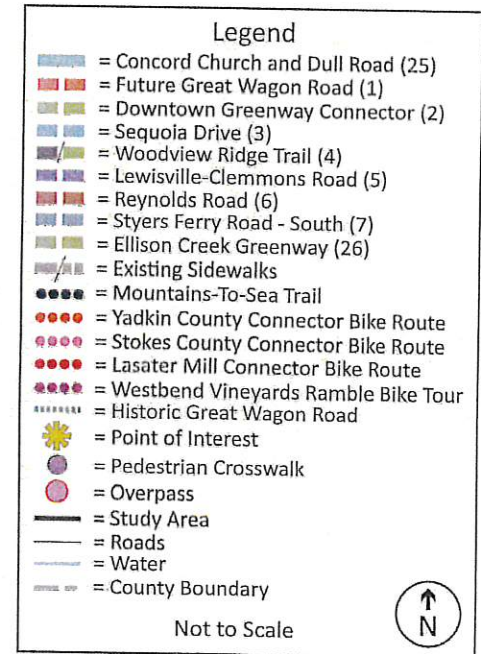 Legend
= Concord Church and Dull Road (25)
= Future Great Wagon Road (1)
= Downtown Greenway Connector (2)
= Sequoia Drive (3)
= Woodview Ridge Trail (4)
= Lewisville-Clemmons Road (5)
= Reynolds Road (6)
= Styers Ferry Road - South (7)
= Ellison Creek Greenway (26)
= Existing Sidewalks
= Mountains-To-Sea Trail
= Yadkin County Connector Bike Route
= Stokes County Connector Bike Route
= Lasater Mill Connector Bike Route
= Westbend Vineyards Ramble Bike Tour
= Historic Great Wagon Road
= Point of Interest
= Pedestrian Crosswalk
= Overpass
= Study Area
= Roads
= Water
= County Boundary
Not to Scale
N